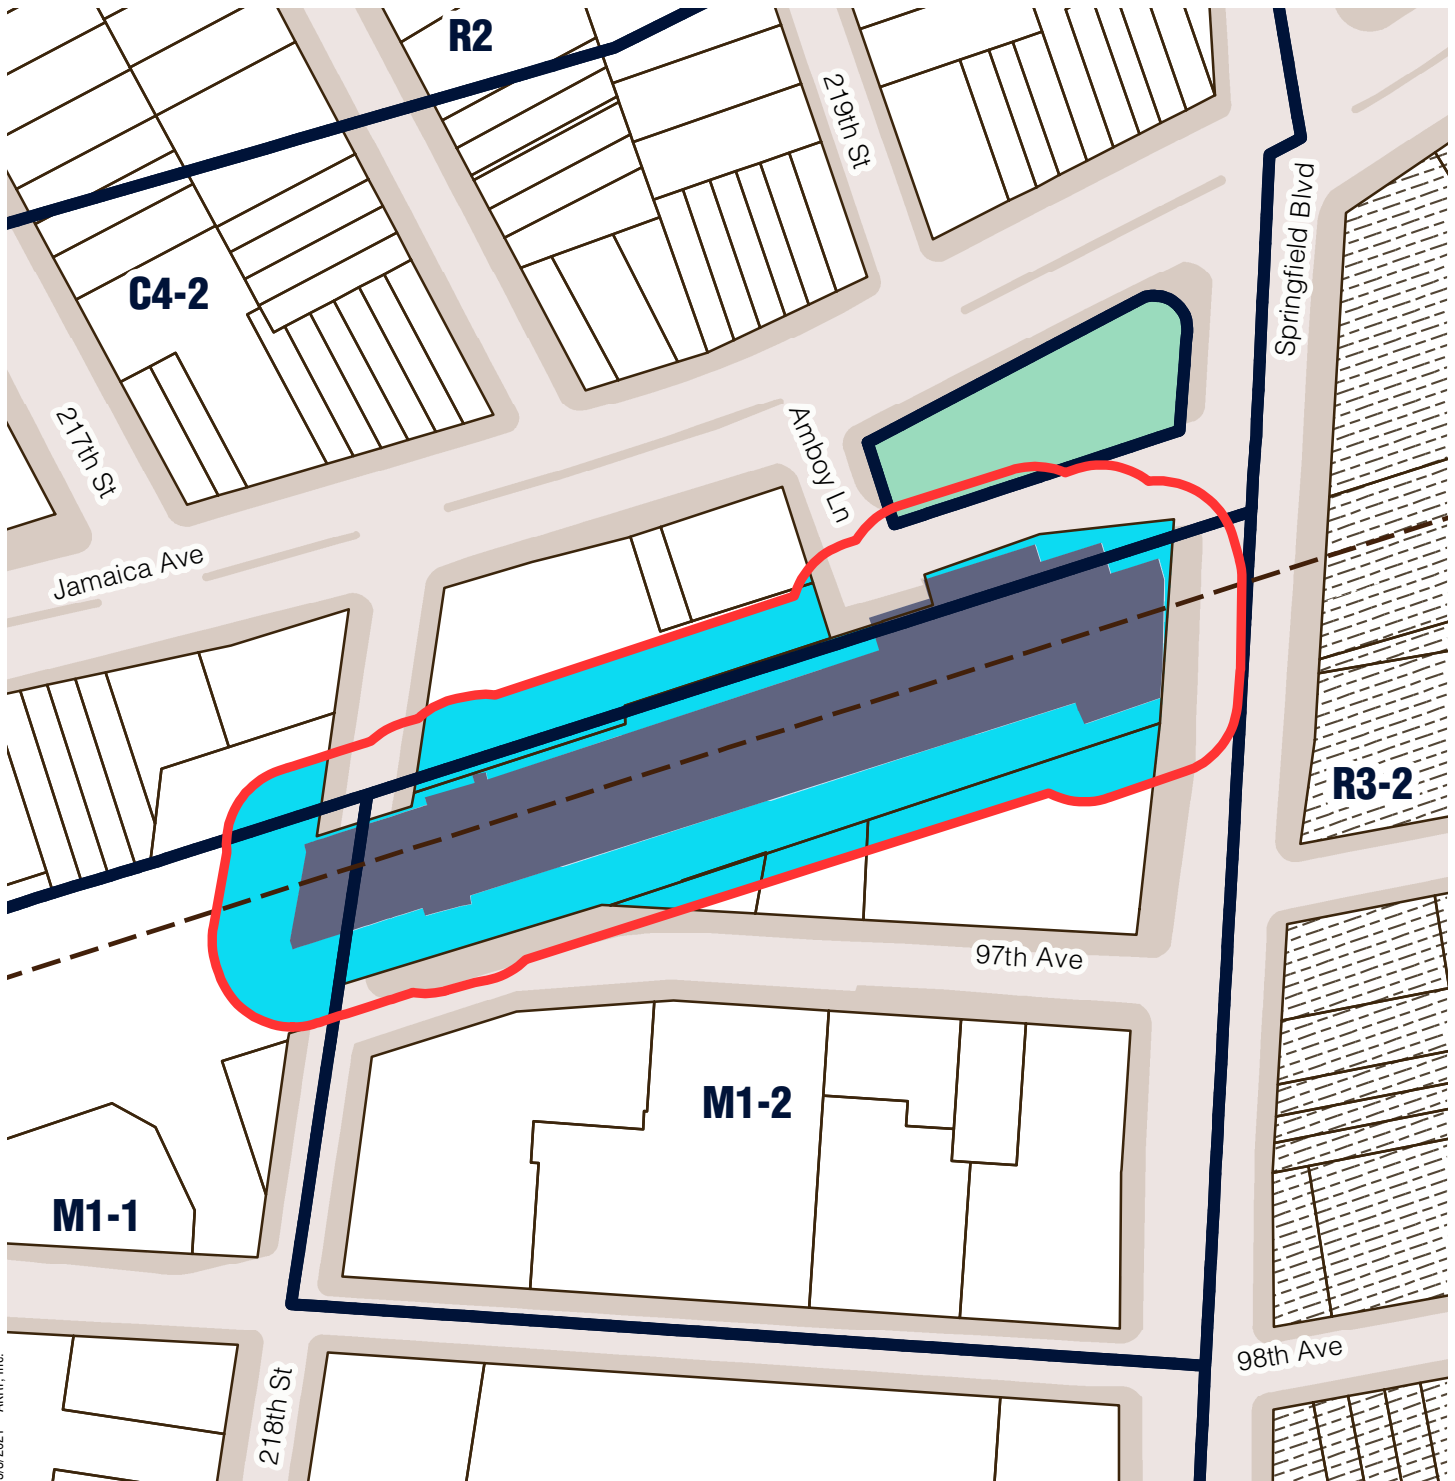 R2
219th St
Springfield Blvd
C4-2
217th St
Amboy Ln
Jamaica Ave
R3-2
97th Ave
M1-2
M1-1
98th Ave
218th St